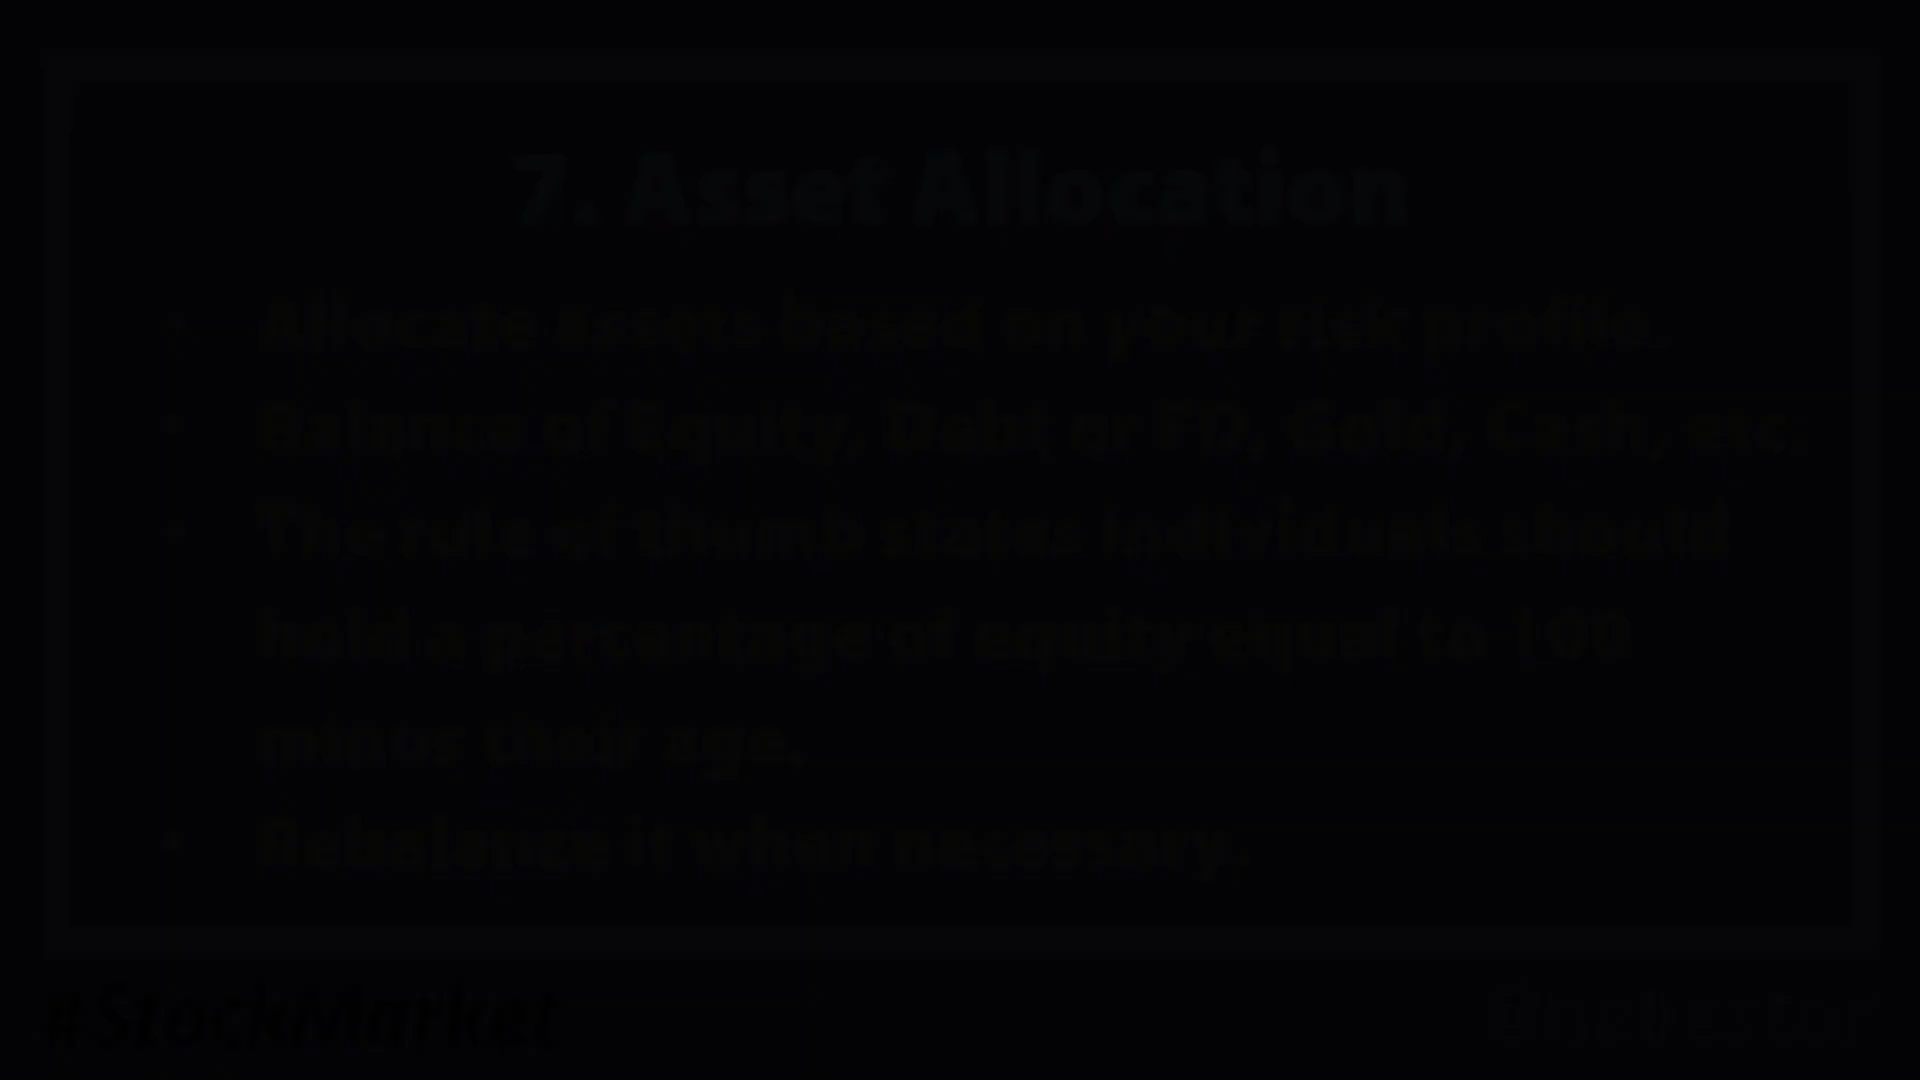 7. Asset Allocation
• Allocate assets based on your risk profile.
• Balance of Equity, Debt or FD, Gold, Cash, etc.
• The rule of thumb states individuals should
hold a percentage of equity equal to 100
minus their age.
• Rebalance it when necessary.
#StockMarket